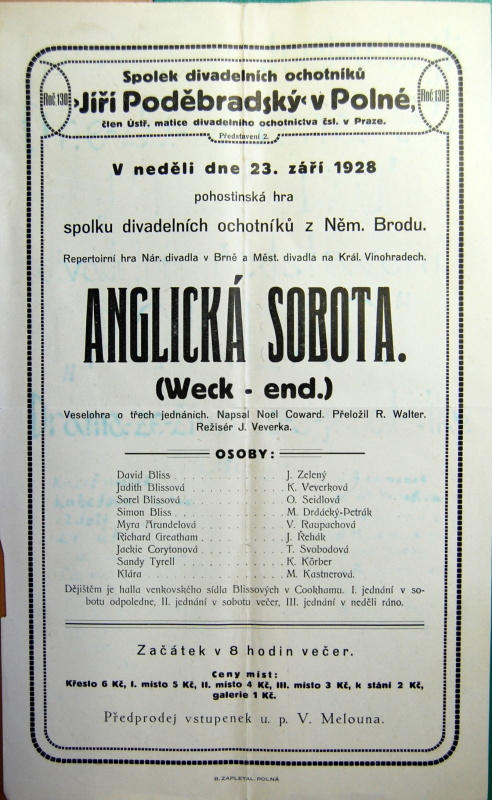 Spolek divadelních ochotníků
Roč 130
›Jiří Poděbradský‹ v Polné,
Roč 130
člen Ústř. matice divadelního ochotnictva čsl. v Praze.
Představení 2.
V neděli dne 23. září 1928
pohostinská hra
spolku divadelních ochotníků z Něm. Brodu.
Repertoirní hra Nár. divadla v Brně a Měst. divadla na Král. Vinohradech.
ANGLICKÁ SOBOTA.
(Weck - end.)
Veselohra o třech jednáních. Napsal Noel Coward. Přeložil R. Walter.
Režisér J. Veverka.
OSOBY:
David Bliss . . . . . . . . . . . J. Zelený
Judith Blissová . . . . . . . . . . K. Veverková
Sorel Blissová . . . . . . . . . . O. Seidlová
Simon Bliss . . . . . . . . . . . M. Drdácký-Petrák
Myra Arundelová . . . . . . . . . V. Raupachová
Richard Greatham . . . . . . . . . J. Řehák
Jackie Corytonová . . . . . . . . . T. Svobodová
Sandy Tyrell . . . . . . . . . . . K. Körber
Klára . . . . . . . . . . . . . M. Kastnerová.
Dějištěm je halla venkovského sídla Blissových v Cookhamu. I. jednání v so-
botu odpoledne, II. jednání v sobotu večer, III. jednání v neděli ráno.
Začátek v 8 hodin večer.
Ceny míst:
Křeslo 6 Kč, I. místo 5 Kč, II. místo 4 Kč, III. místo 3 Kč, k stání 2 Kč,
galerie 1 Kč.
Předprodej vstupenek u p. V. Melouna.
B. ZAPLETAL, POLNÁ